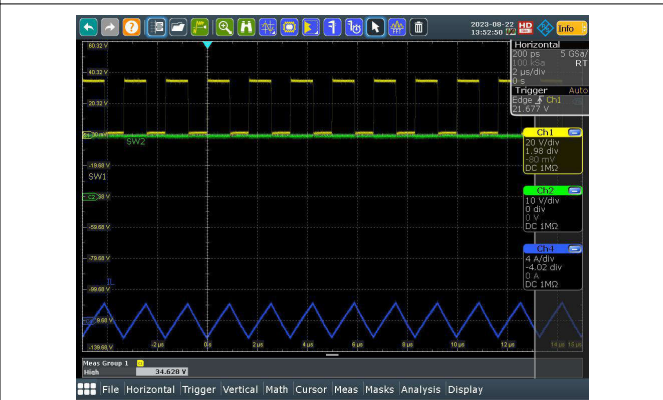 2023-08-22
13:52:50
HD
Info
Horizontal
200 ps 5 GSa/
100 kSa RT
2 µs/div
0 s
Trigger Auto
Edge Ch1
21.677 V
60.32 V
40.32 V
20.32 V
SW2
-19.68 V
SW1
C2
-59.68 V
-79.68 V
-99.68 V
IL
-139.68 V
-2 µs 0 s 2 µs 4 µs 6 µs 8 µs 10 µs 12 µs 14 µs
Ch1
20 V/div
1.98 div
-80 mV
DC 1MΩ
Ch2
10 V/div
0 div
0 V
DC 1MΩ
Ch4
4 A/div
-4.02 div
0 A
DC 1MΩ
Meas Group 1
High 34.628 V
File Horizontal Trigger Vertical Math Cursor Meas Masks Analysis Display